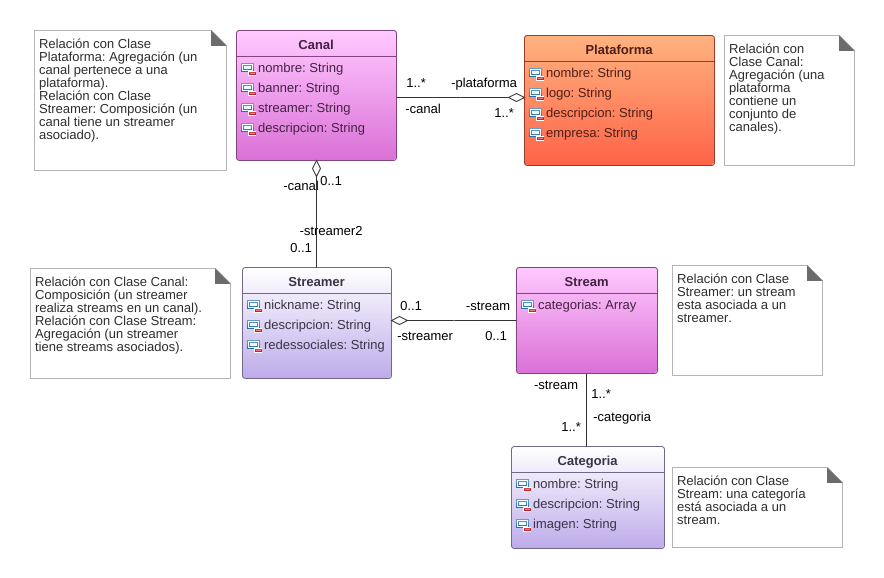 Relación con Clase
Plataforma: Agregación (un
canal pertenece a una
plataforma).
Relación con Clase
Streamer: Composición (un
canal tiene un streamer
asociado).
Canal
nombre: String
banner: String
streamer: String
descripcion: String
1..*
-plataforma
-canal
1..*
Plataforma
nombre: String
logo: String
descripcion: String
empresa: String
Relación con
Clase Canal:
Agregación (una
plataforma
contiene un
conjunto de
canales).
-canal
0..1
-streamer2
0..1
Relación con Clase Canal:
Composición (un streamer
realiza streams en un canal).
Relación con Clase Stream:
Agregación (un streamer
tiene streams asociados).
Streamer
nickname: String
descripcion: String
redessociales: String
0..1
-stream
-streamer
0..1
Stream
categorias: Array
Relación con Clase
Streamer: un stream
esta asociada a un
streamer.
-stream
1..*
-categoria
1..*
Categoria
nombre: String
descripcion: String
imagen: String
Relación con Clase
Stream: una categoría
está asociada a un
stream.